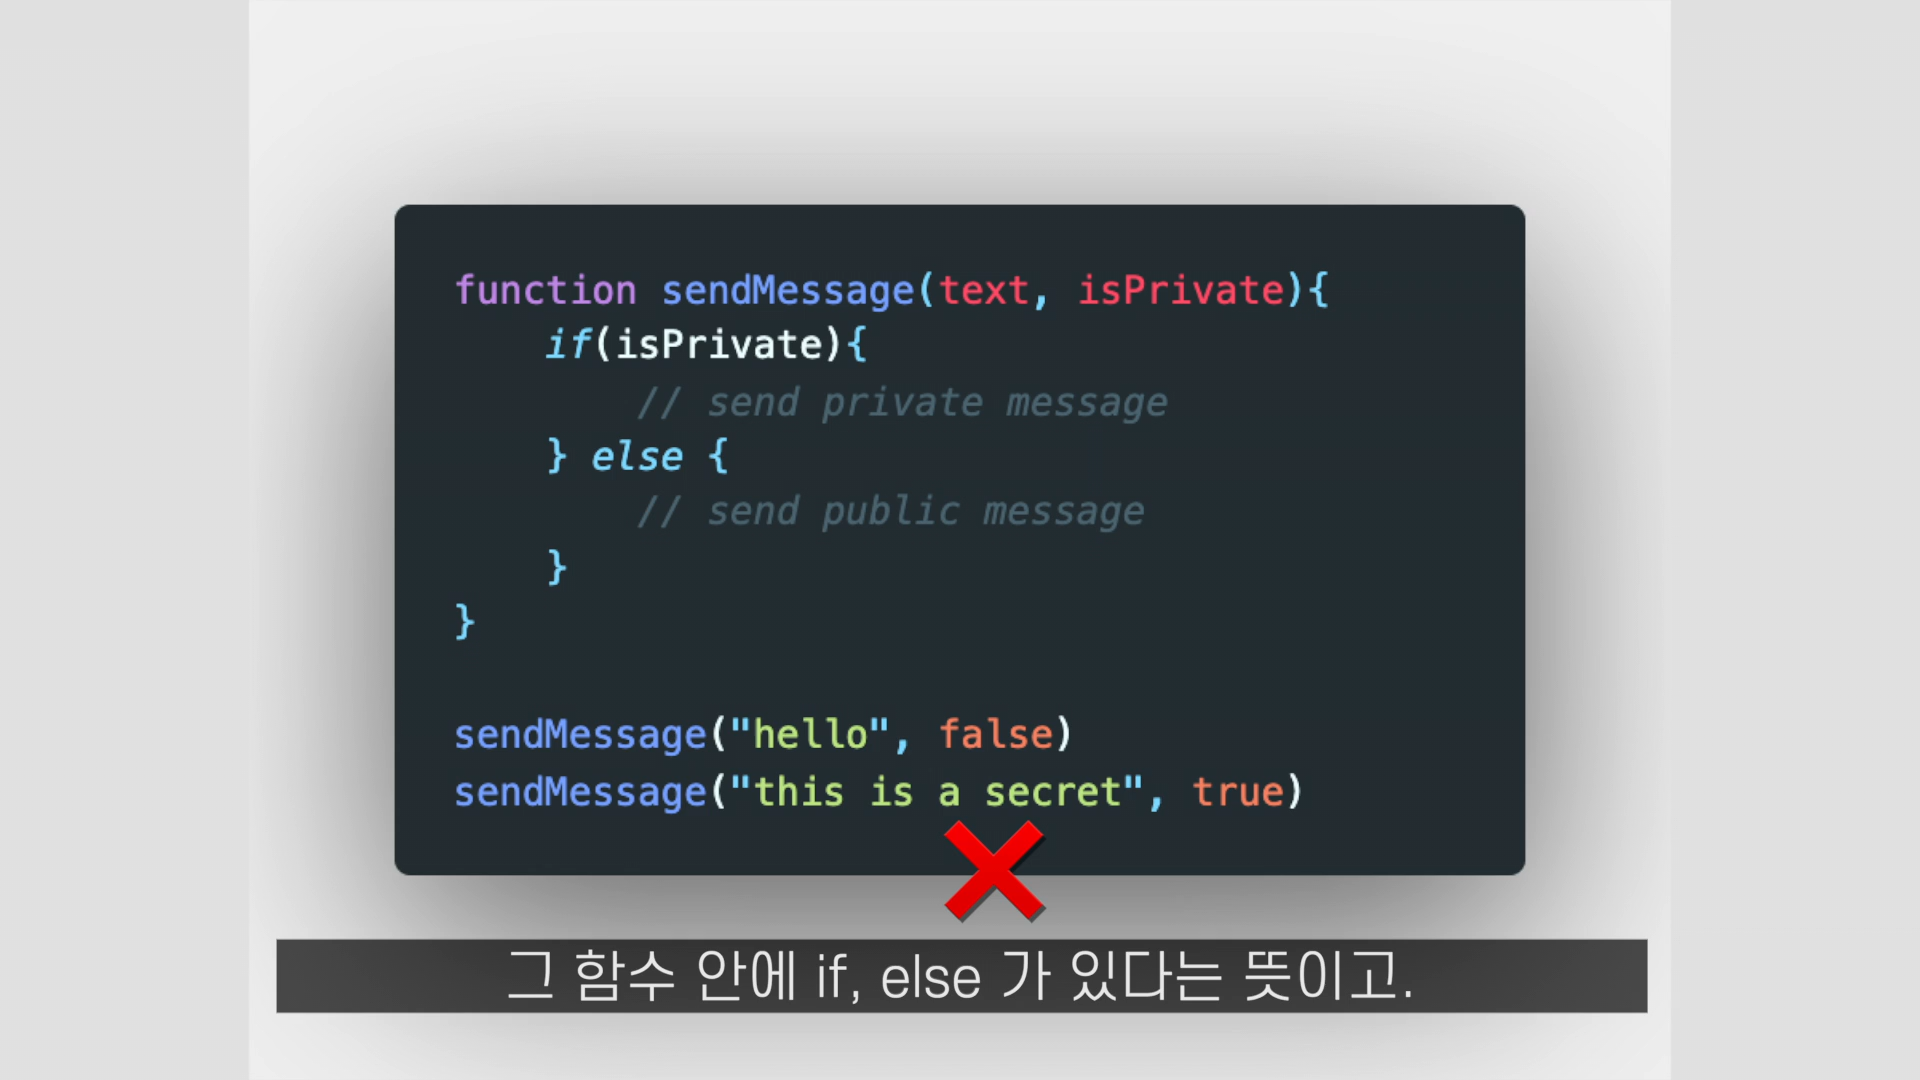 function sendMessage(text, isPrivate){
    if(isPrivate){
        // send private message
    } else {
        // send public message
    }
}
sendMessage("hello", false)
sendMessage("this is a secret", true)
그 함수 안에 if, else 가 있다는 뜻이고.